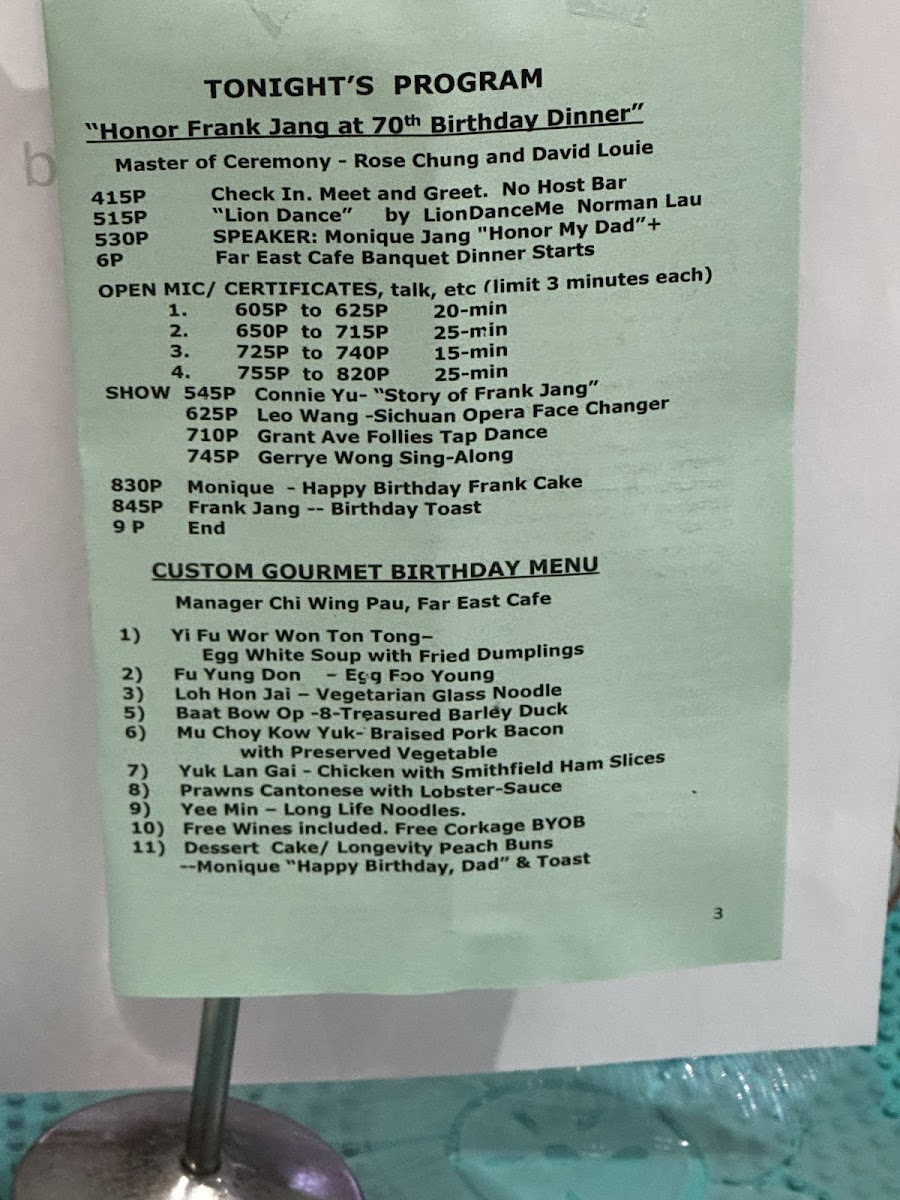 TONIGHT'S PROGRAM
"Honor Frank Jang at 70th Birthday Dinner"
Master of Ceremony - Rose Chung and David Louie
415P Check In. Meet and Greet. No Host Bar
515P "Lion Dance" by LionDanceMe Norman Lau
530P SPEAKER: Monique Jang "Honor My Dad"+
6P Far East Cafe Banquet Dinner Starts
OPEN MIC/ CERTIFICATES, talk, etc (limit 3 minutes each)
1. 605P to 625P 20-min
2. 650P to 715P 25-min
3. 725P to 740P 15-min
4. 755P to 820P 25-min
SHOW 545P Connie Yu- "Story of Frank Jang"
625P Leo Wang -Sichuan Opera Face Changer
710P Grant Ave Follies Tap Dance
745P Gerrye Wong Sing-Along
830P Monique - Happy Birthday Frank Cake
845P Frank Jang -- Birthday Toast
9 P End
CUSTOM GOURMET BIRTHDAY MENU
Manager Chi Wing Pau, Far East Cafe
1) Yi Fu Wor Won Ton Tong–
Egg White Soup with Fried Dumplings
2) Fu Yung Don – Egg Foo Young
3) Loh Hon Jai – Vegetarian Glass Noodle
5) Baat Bow Op -8-Treasured Barley Duck
6) Mu Choy Kow Yuk- Braised Pork Bacon
with Preserved Vegetable
7) Yuk Lan Gai - Chicken with Smithfield Ham Slices
8) Prawns Cantonese with Lobster-Sauce
9) Yee Min – Long Life Noodles.
10) Free Wines included. Free Corkage BYOB
11) Dessert Cake/ Longevity Peach Buns
--Monique "Happy Birthday, Dad" & Toast
3